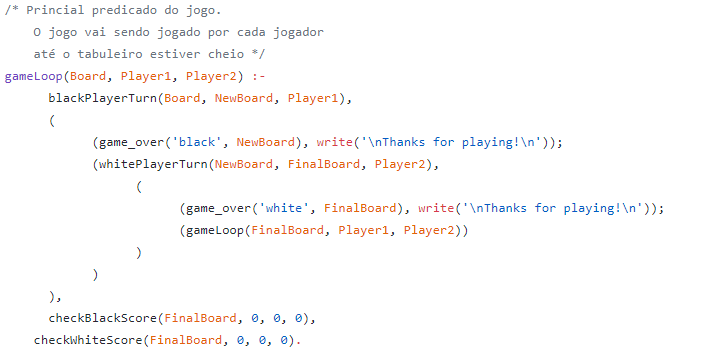 /* Princial predicado do jogo.
O jogo vai sendo jogado por cada jogador
até o tabuleiro estiver cheio */
gameLoop(Board, Player1, Player2) :-
blackPlayerTurn(Board, NewBoard, Player1),
(
(game_over('black', NewBoard), write('\nThanks for playing!\n'));
(whitePlayerTurn(NewBoard, FinalBoard, Player2),
(
(game_over('white', FinalBoard), write('\nThanks for playing!\n'));
(gameLoop(FinalBoard, Player1, Player2))
)
)
),
checkBlackScore(FinalBoard, 0, 0, 0),
checkWhiteScore(FinalBoard, 0, 0, 0).